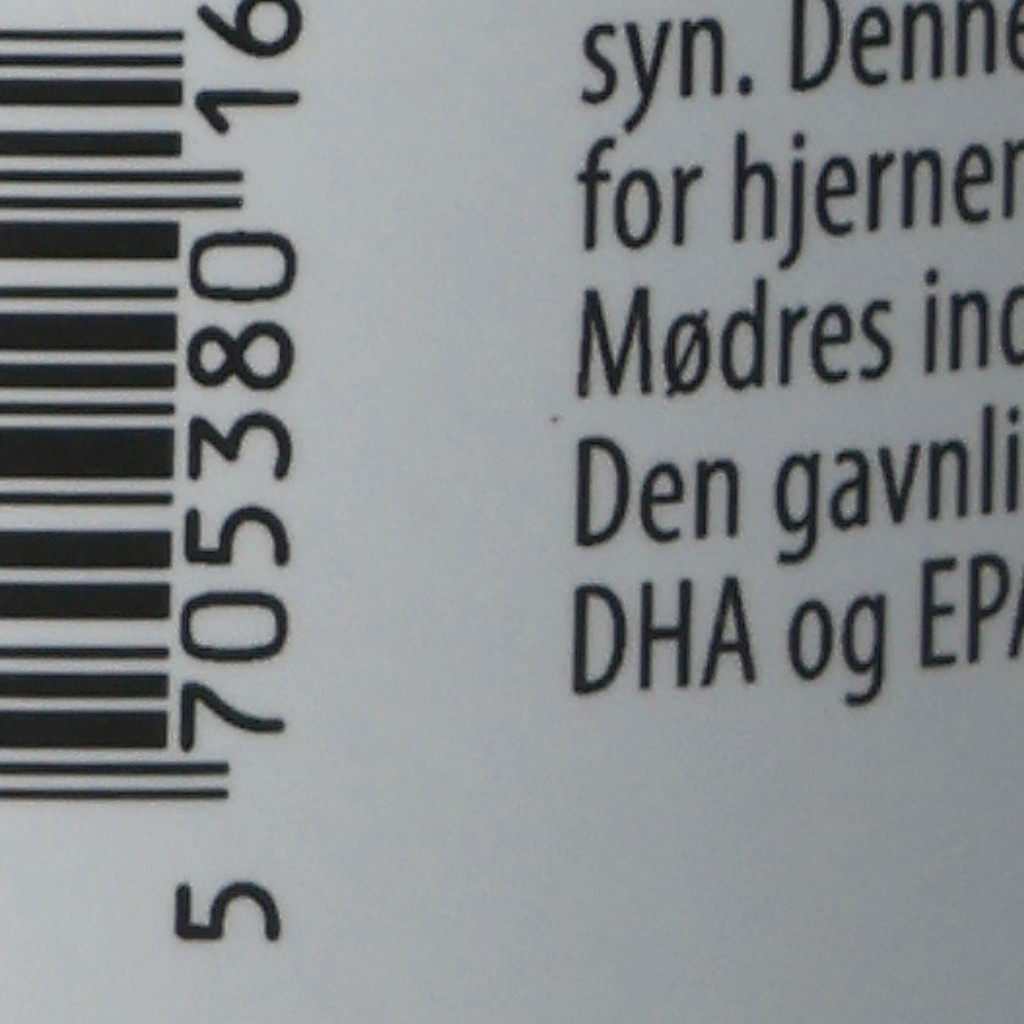 syn. Denne
for hjerner
Mødres ind
Den gavnli
DHA og EPA
5 705380 16